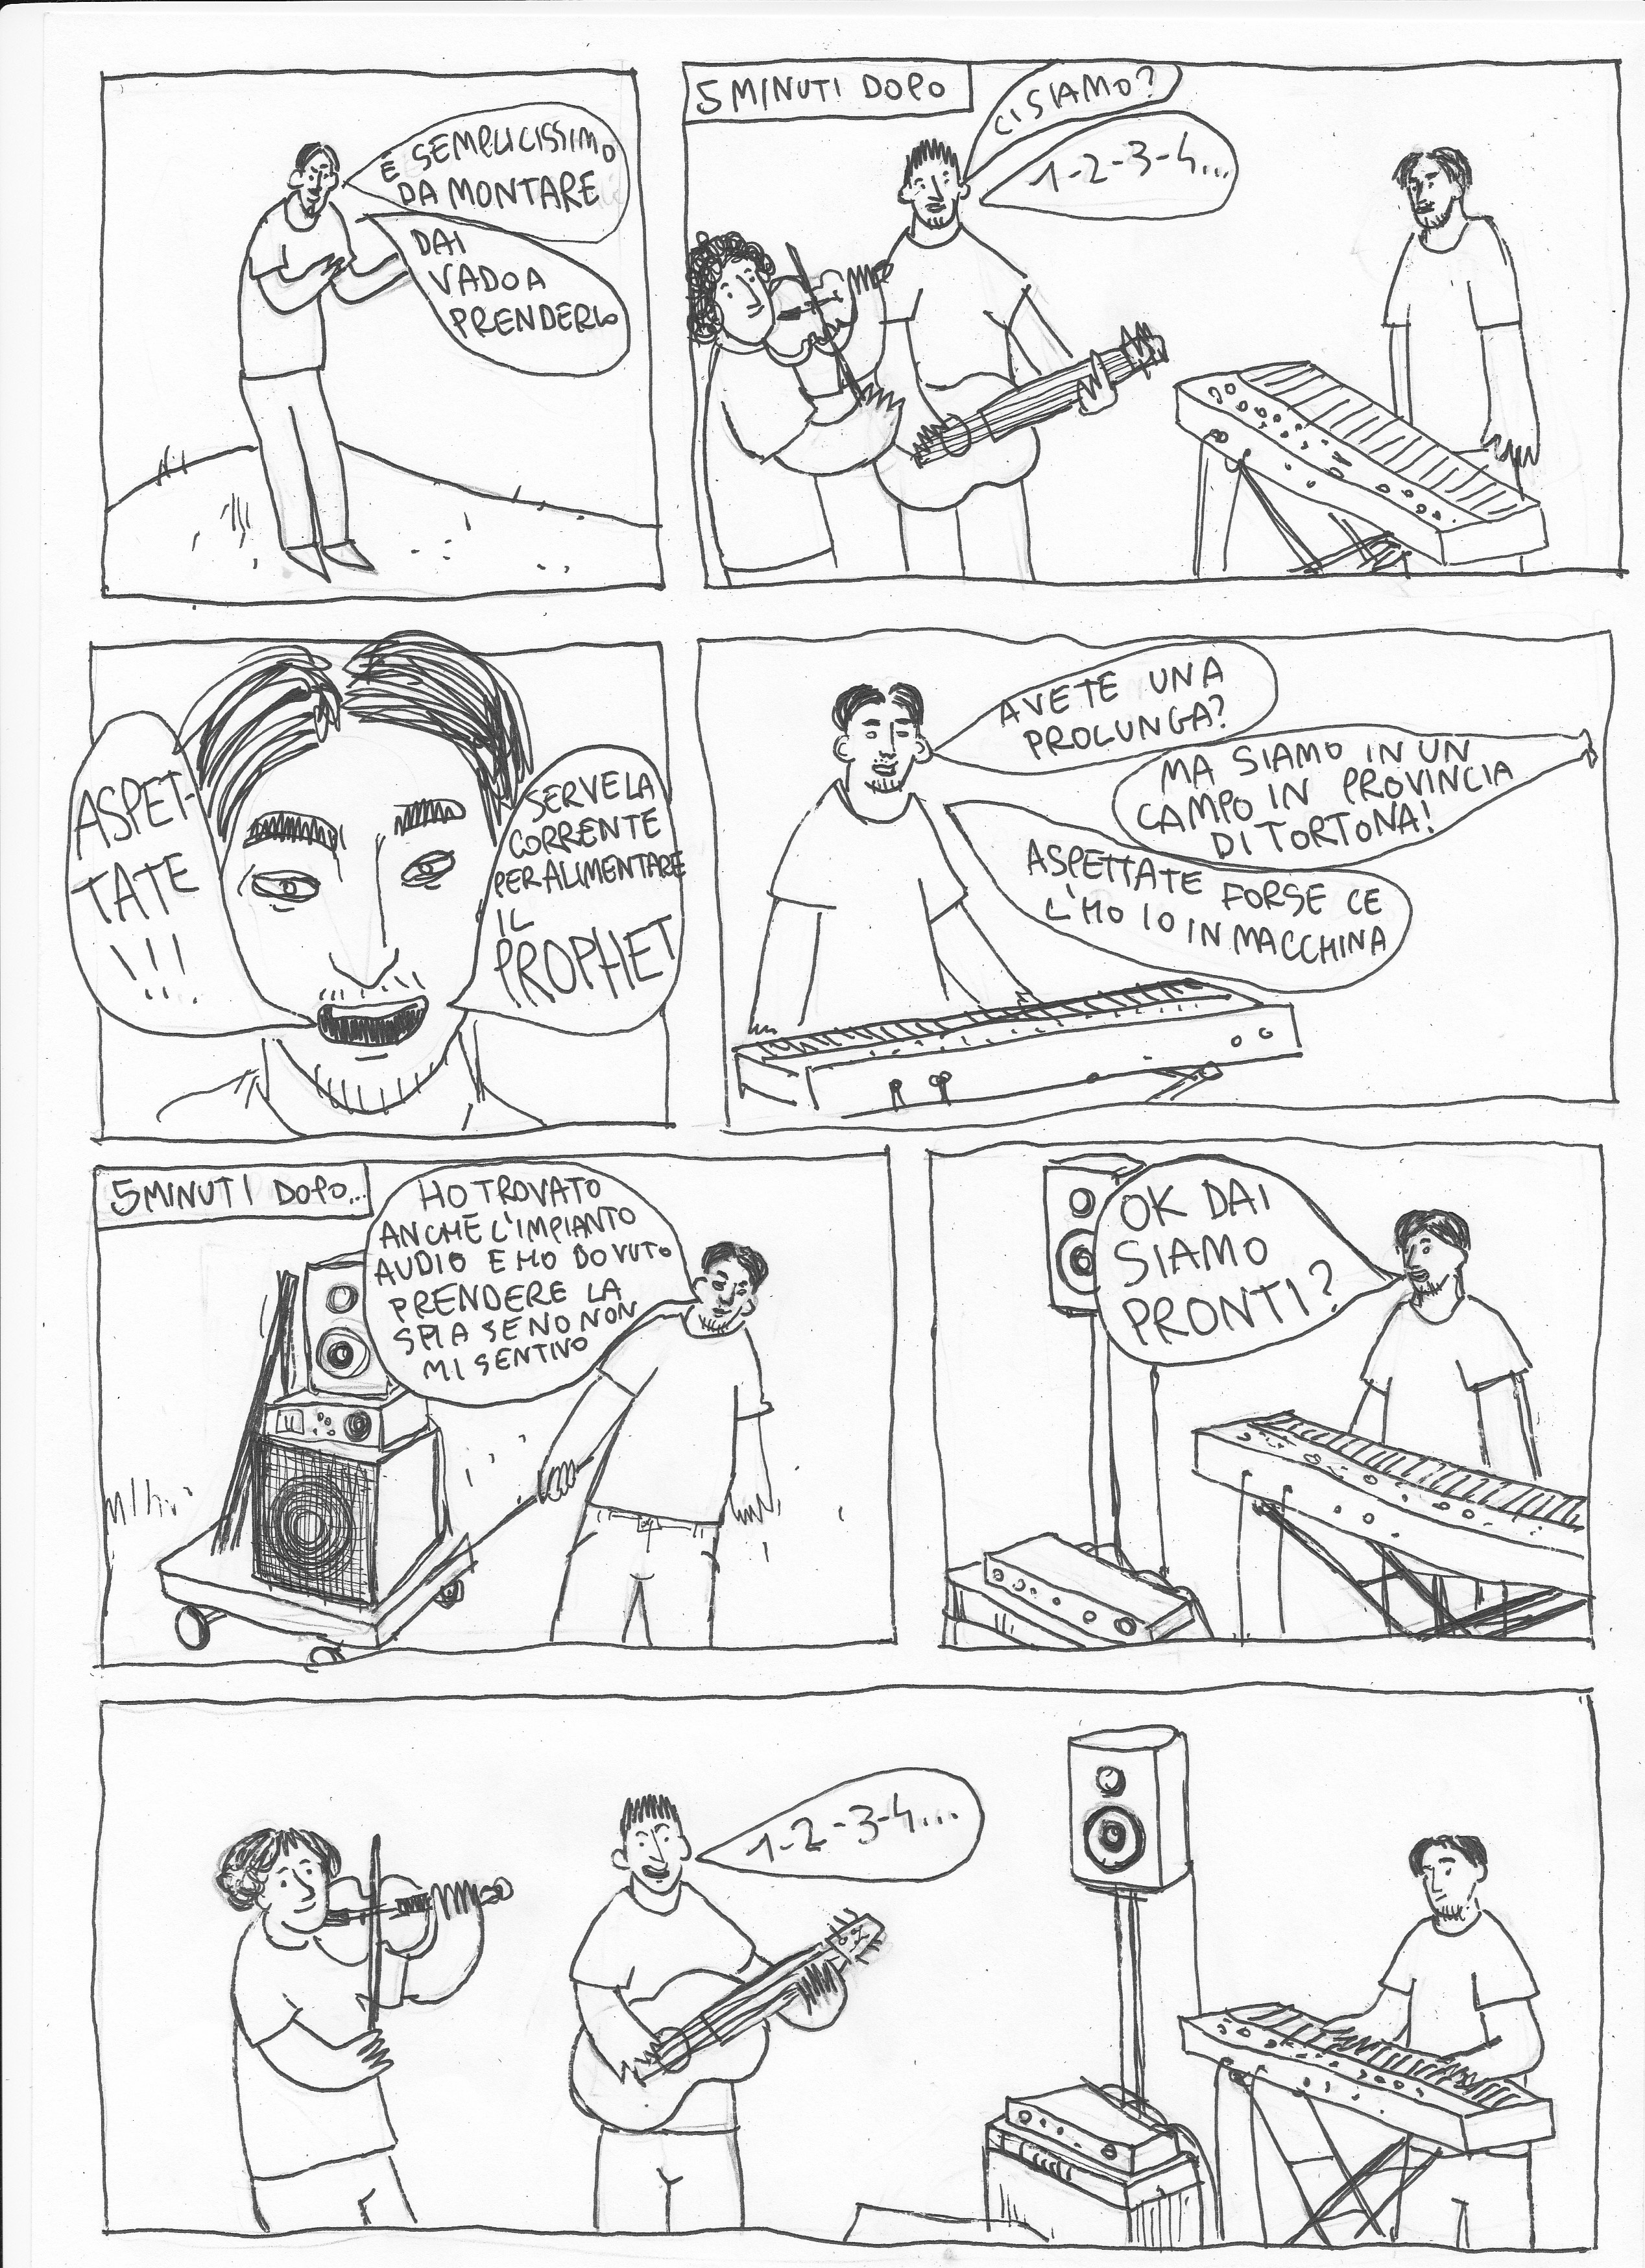 È SEMPLICISSIMO
DA MONTARE
DAI
VADO A
PRENDERLO
5 MINUTI DOPO
CI SIAMO?
1-2-3-4...
ASPET-
TATE
!!!
SERVE LA
CORRENTE
PER ALIMENTARE
IL
PROPHET
AVETE UNA
PROLUNGA?
MA SIAMO IN UN
CAMPO IN PROVINCIA
DI TORTONA!
ASPETTATE FORSE CE
L'HO IO IN MACCHINA
5 MINUTI DOPO...
HO TROVATO
ANCHE L'IMPIANTO
AUDIO E HO DOVUTO
PRENDERE LA
SPIA SENO NON
MI SENTIVO
OK DAI
SIAMO
PRONTI?
1-2-3-4...